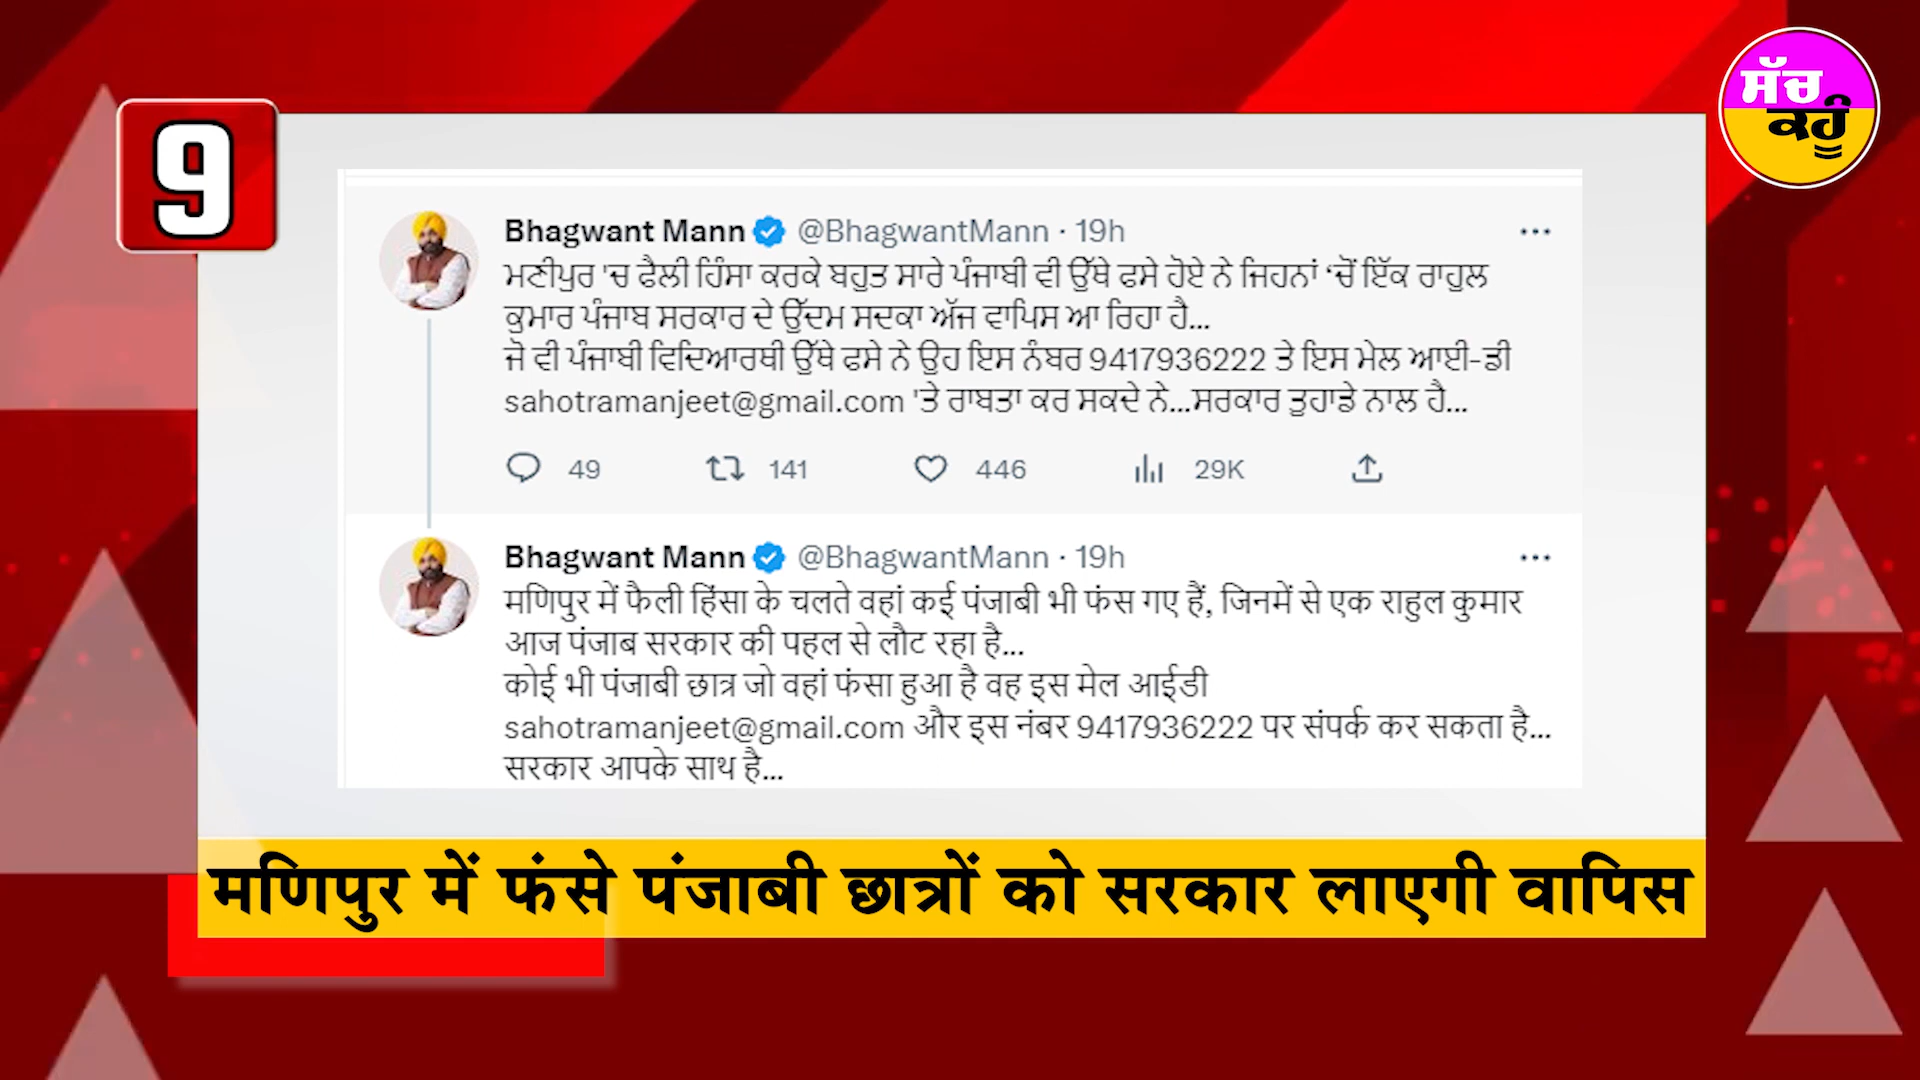 9
ਸੱਚ
ਕਹੂੰ
Bhagwant Mann @BhagwantMann · 19h
ਮਣੀਪੁਰ 'ਚ ਫੈਲੀ ਹਿੰਸਾ ਕਰਕੇ ਬਹੁਤ ਸਾਰੇ ਪੰਜਾਬੀ ਵੀ ਉੱਥੇ ਫਸੇ ਹੋਏ ਨੇ ਜਿਹਨਾਂ ‘ਚੋਂ ਇੱਕ ਰਾਹੁਲ
ਕੁਮਾਰ ਪੰਜਾਬ ਸਰਕਾਰ ਦੇ ਉੱਦਮ ਸਦਕਾ ਅੱਜ ਵਾਪਿਸ ਆ ਰਿਹਾ ਹੈ...
ਜੋ ਵੀ ਪੰਜਾਬੀ ਵਿਦਿਆਰਥੀ ਉੱਥੇ ਫਸੇ ਨੇ ਉਹ ਇਸ ਨੰਬਰ 9417936222 ਤੇ ਇਸ ਮੇਲ ਆਈ-ਡੀ
sahotramanjeet@gmail.com 'ਤੇ ਰਾਬਤਾ ਕਰ ਸਕਦੇ ਨੇ...ਸਰਕਾਰ ਤੁਹਾਡੇ ਨਾਲ ਹੈ...
49 141 446 29K
Bhagwant Mann @BhagwantMann · 19h
मणिपुर में फैली हिंसा के चलते वहां कई पंजाबी भी फंस गए हैं, जिनमें से एक राहुल कुमार
आज पंजाब सरकार की पहल से लौट रहा है...
कोई भी पंजाबी छात्र जो वहां फंसा हुआ है वह इस मेल आईडी
sahotramanjeet@gmail.com और इस नंबर 9417936222 पर संपर्क कर सकता है...
सरकार आपके साथ है...
मणिपुर में फंसे पंजाबी छात्रों को सरकार लाएगी वापिस